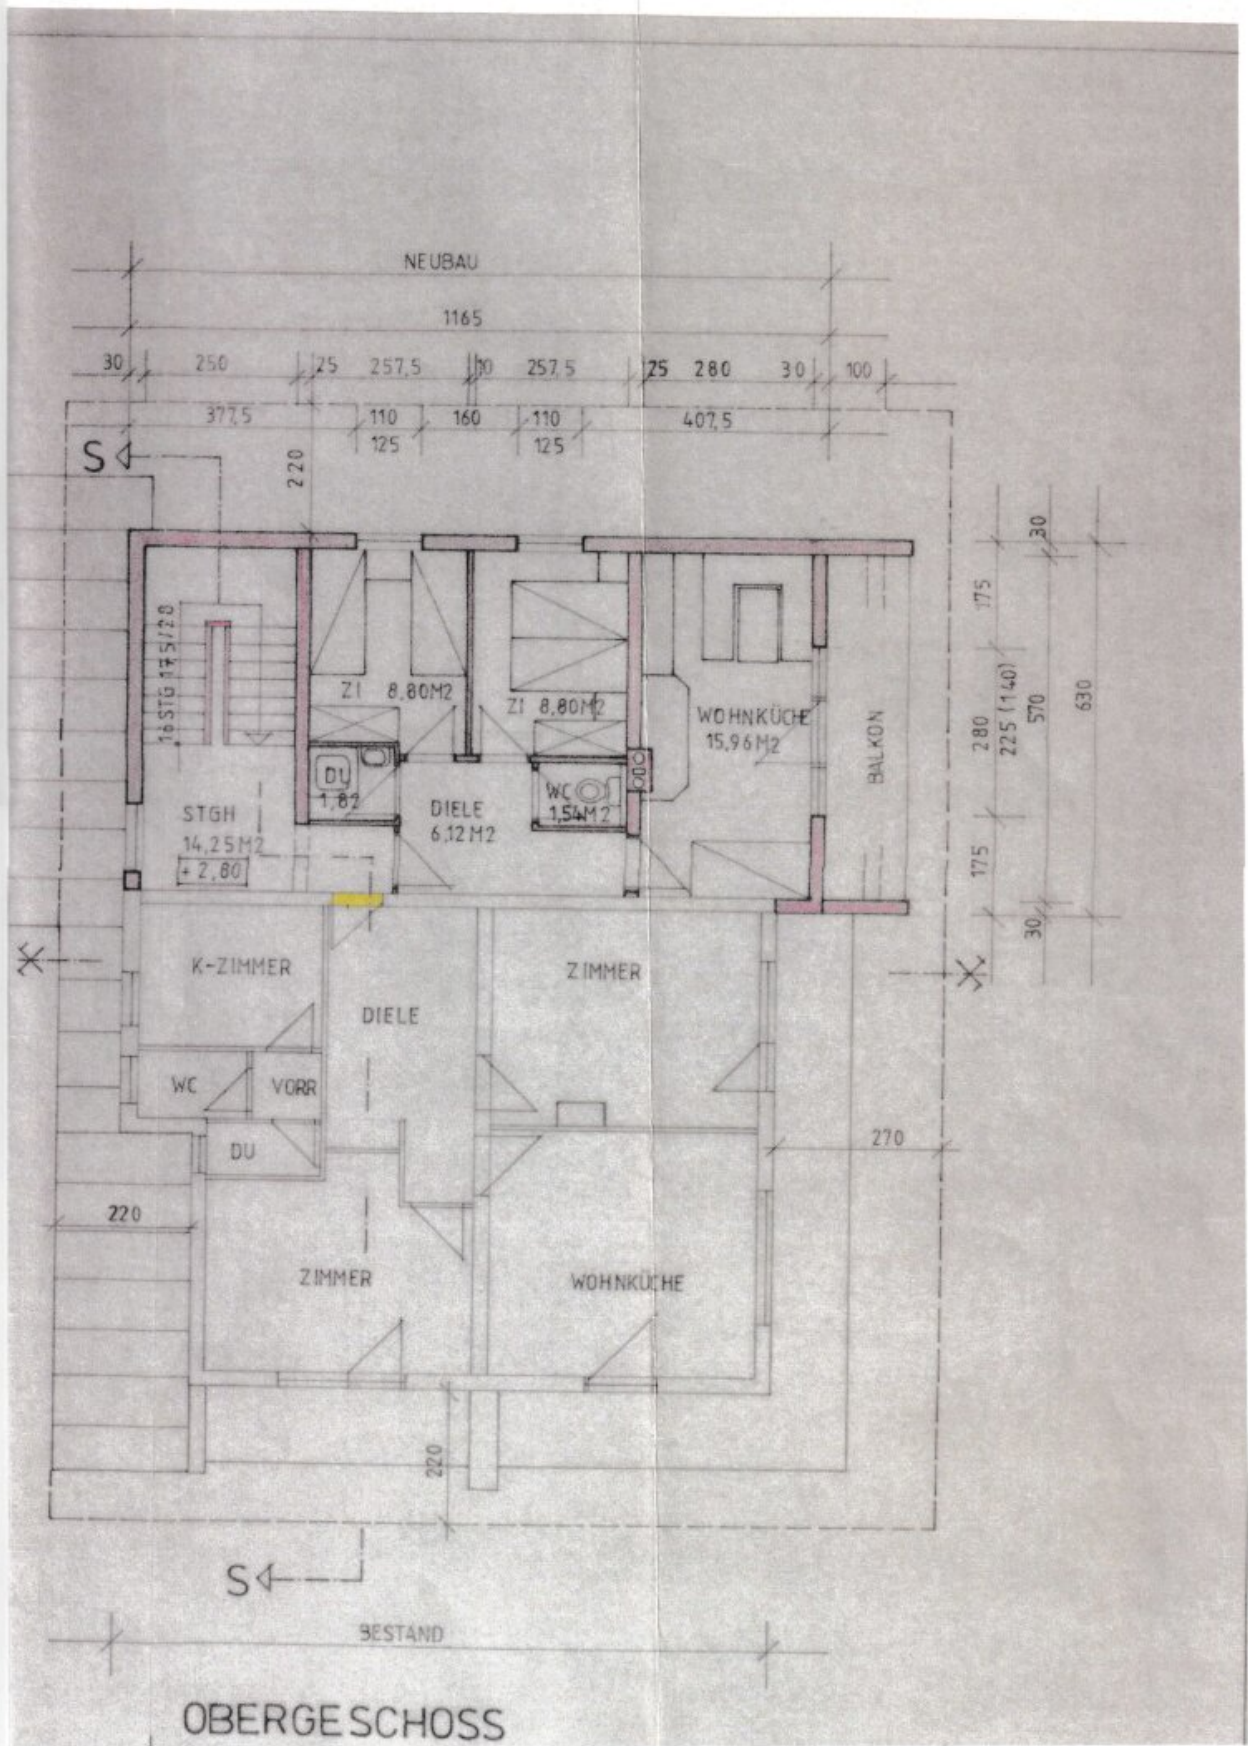 NEUBAU
1165
30 250 25 257,5 10 257,5 25 280 30 100
377,5 110 160 110 407,5
125 125
S
220
30
175
16 STG 17,5/28
ZI 8,80M2
ZI 8,80M2
WOHNKÜCHE
15,96M2
BALKON
280
225 (140)
570
630
DU
1,82
WC
1,54M2
DIELE
6,12M2
STGH
14,25M2
+ 2,80
175
30
K-ZIMMER
ZIMMER
DIELE
WC
VORR
DU
270
220
ZIMMER
WOHNKÜCHE
220
S
BESTAND
OBERGESCHOSS